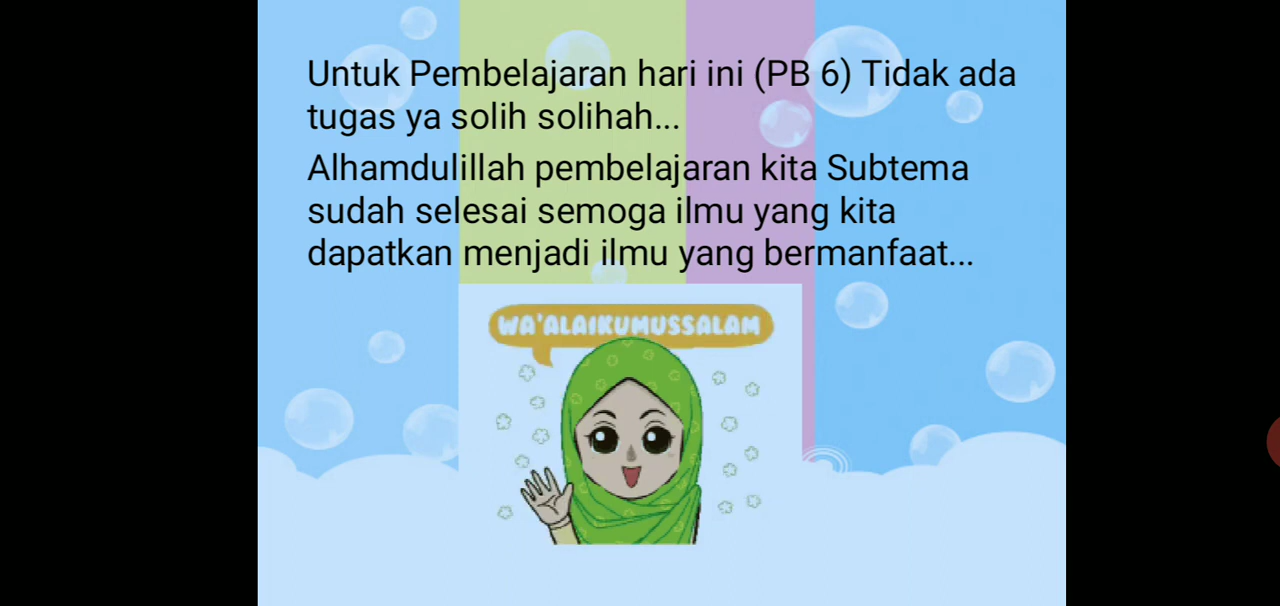 Untuk Pembelajaran hari ini (PB 6) Tidak ada
tugas ya solih solihah...
Alhamdulillah pembelajaran kita Subtema
sudah selesai semoga ilmu yang kita
dapatkan menjadi ilmu yang bermanfaat...
WA'ALAIKUMUSSALAM